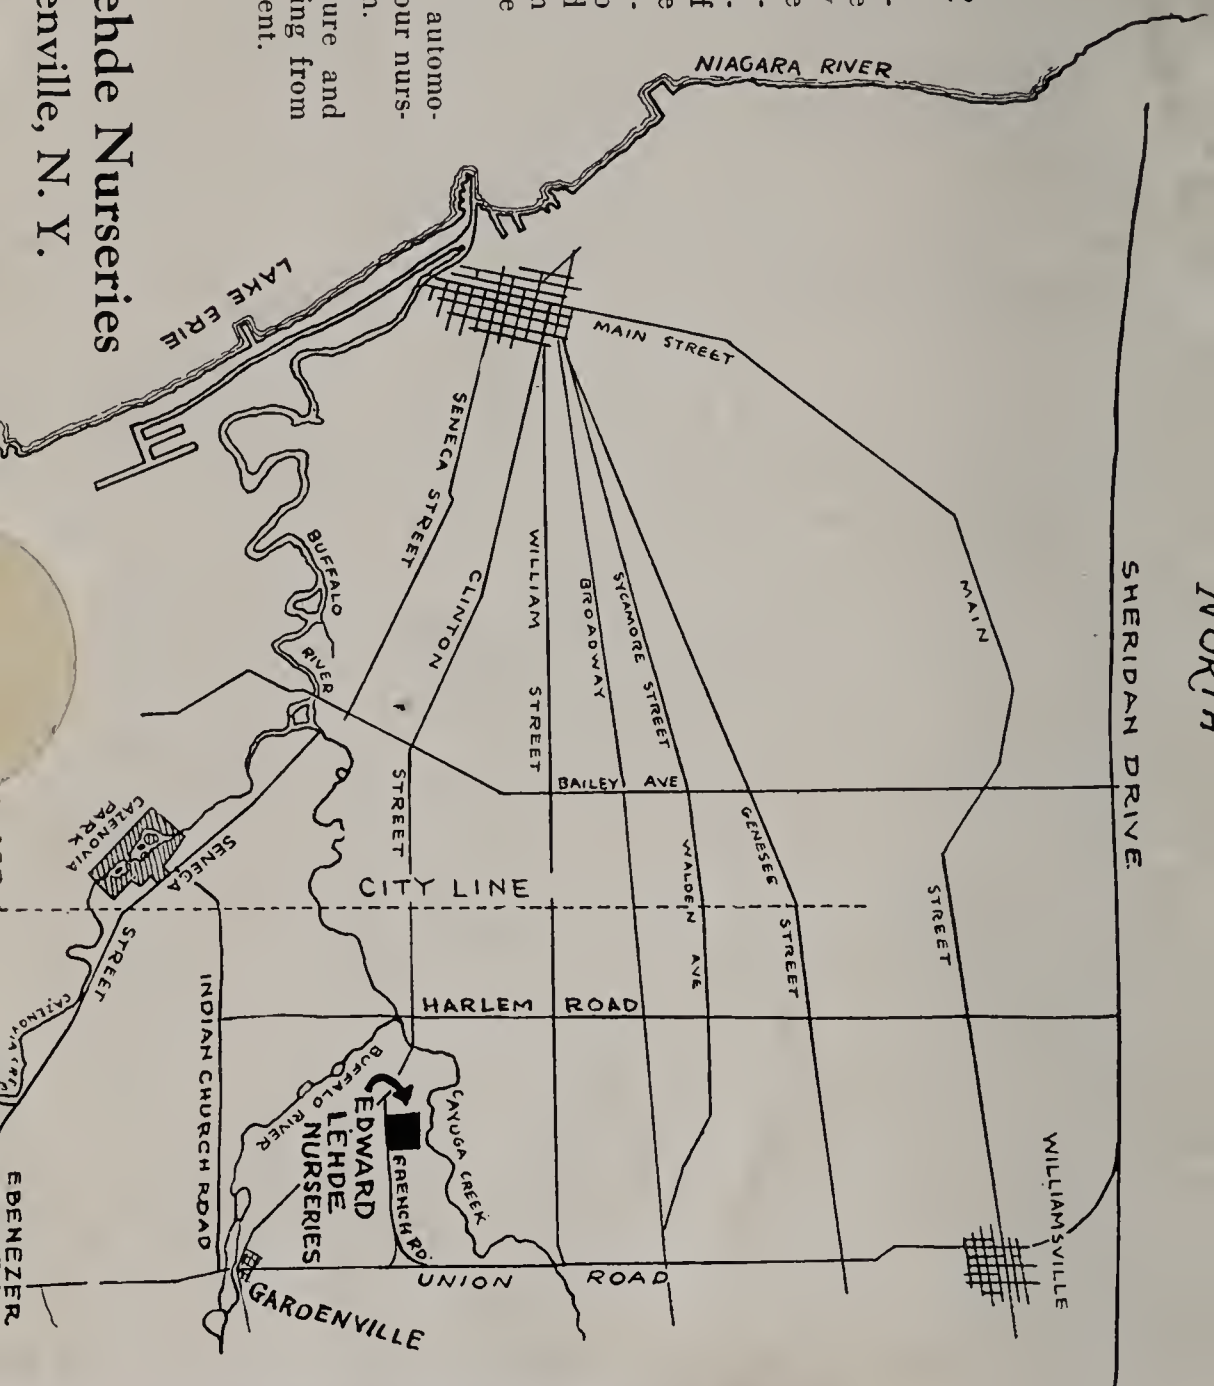 NORTH
SHERIDAN DRIVE
NIAGARA RIVER
LAKE ERIE
MAIN STREET
MAIN
STREET
WILLIAMSVILLE
GENESEE
STREET
SYCAMORE STREET
WALDEN AVE
BROADWAY
WILLIAM STREET
CLINTON
STREET
SENECA STREET
BUFFALO
RIVER
BAILEY AVE
CITY LINE
HARLEM ROAD
UNION ROAD
CAZENOVIA
PARK
SENECA
STREET
CAZENOVIA
INDIAN CHURCH ROAD
BUFFALO RIVER
CAYUGA CREEK
FRENCH RD.
EDWARD
LEHDE
NURSERIES
GARDENVILLE
EBENEZER
automo-
our nurs-
ure and
ing from
ent.
ehde Nurseries
enville, N. Y.